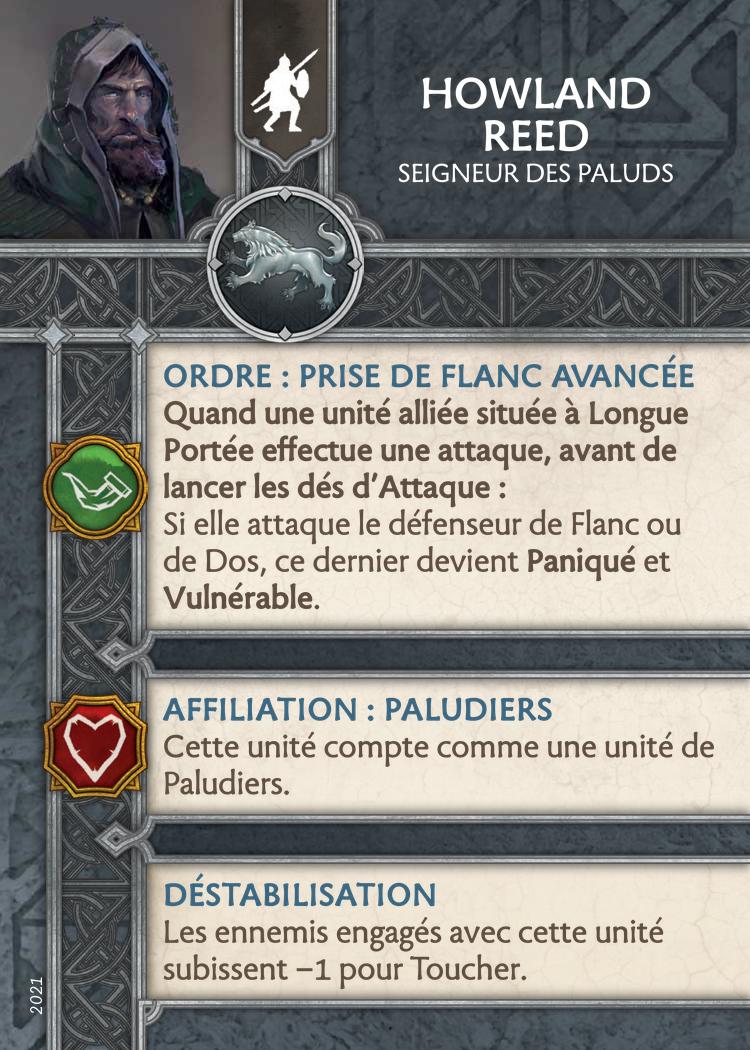 HOWLAND
REED
SEIGNEUR DES PALUDS
ORDRE : PRISE DE FLANC AVANCÉE
Quand une unité alliée située à Longue
Portée effectue une attaque, avant de
lancer les dés d’Attaque :
Si elle attaque le défenseur de Flanc ou
de Dos, ce dernier devient Paniqué et
Vulnérable.
AFFILIATION : PALUDIERS
Cette unité compte comme une unité de
Paludiers.
DÉSTABILISATION
Les ennemis engagés avec cette unité
subissent –1 pour Toucher.
2021